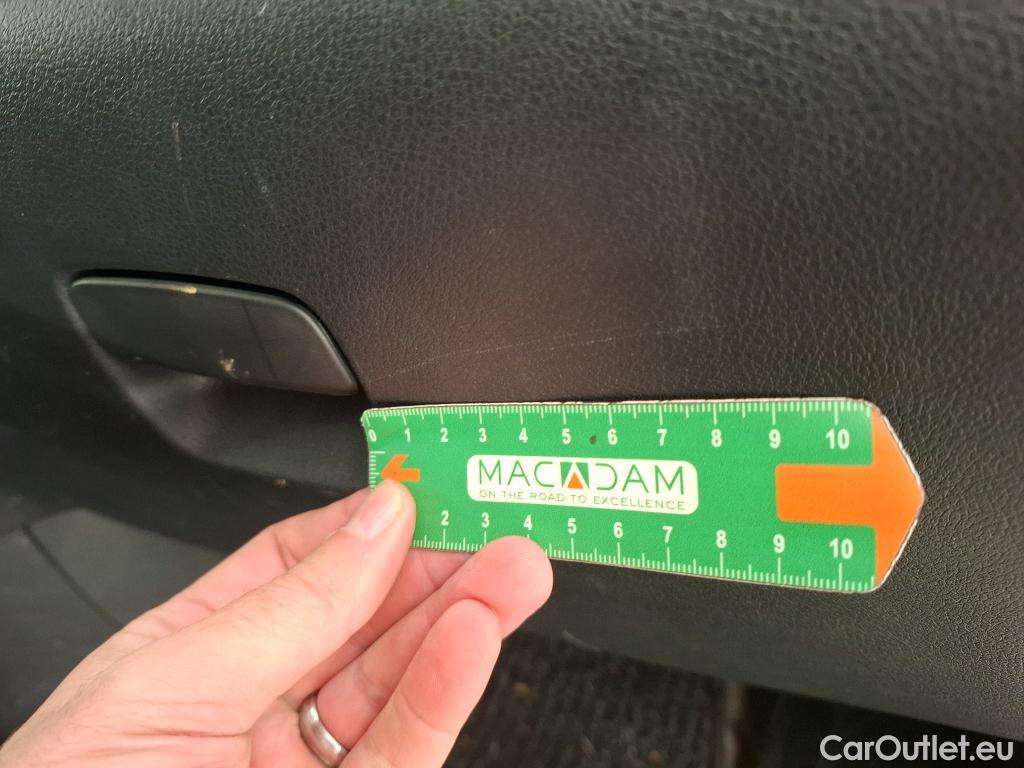 0 1 2 3 4 5 6 7 8 9 10
MACADAM
ON THE ROAD TO EXCELLENCE
2 3 4 5 6 7 8 9 10
CarOutlet.eu